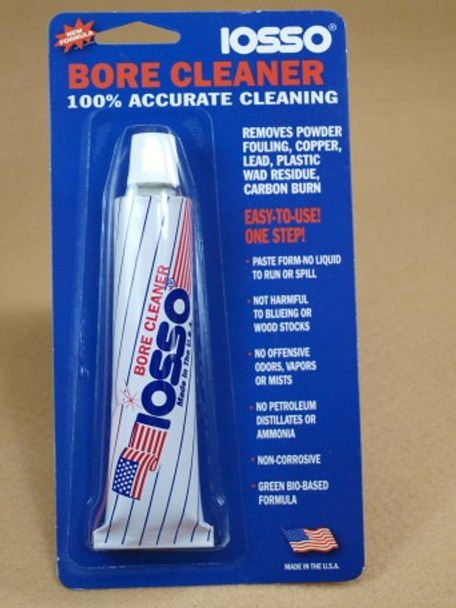 NEW
FORMULA
IOSSO®
BORE CLEANER
100% ACCURATE CLEANING
REMOVES POWDER
FOULING, COPPER,
LEAD, PLASTIC
WAD RESIDUE,
CARBON BURN
EASY-TO-USE!
ONE STEP!
• PASTE FORM-NO LIQUID
TO RUN OR SPILL
• NOT HARMFUL
TO BLUEING OR
WOOD STOCKS
• NO OFFENSIVE
ODORS, VAPORS
OR MISTS
• NO PETROLEUM
DISTILLATES OR
AMMONIA
• NON-CORROSIVE
• GREEN BIO-BASED
FORMULA
MADE IN THE U.S.A.
BORE CLEANER
IOSSO®
Made In The U.S.A.